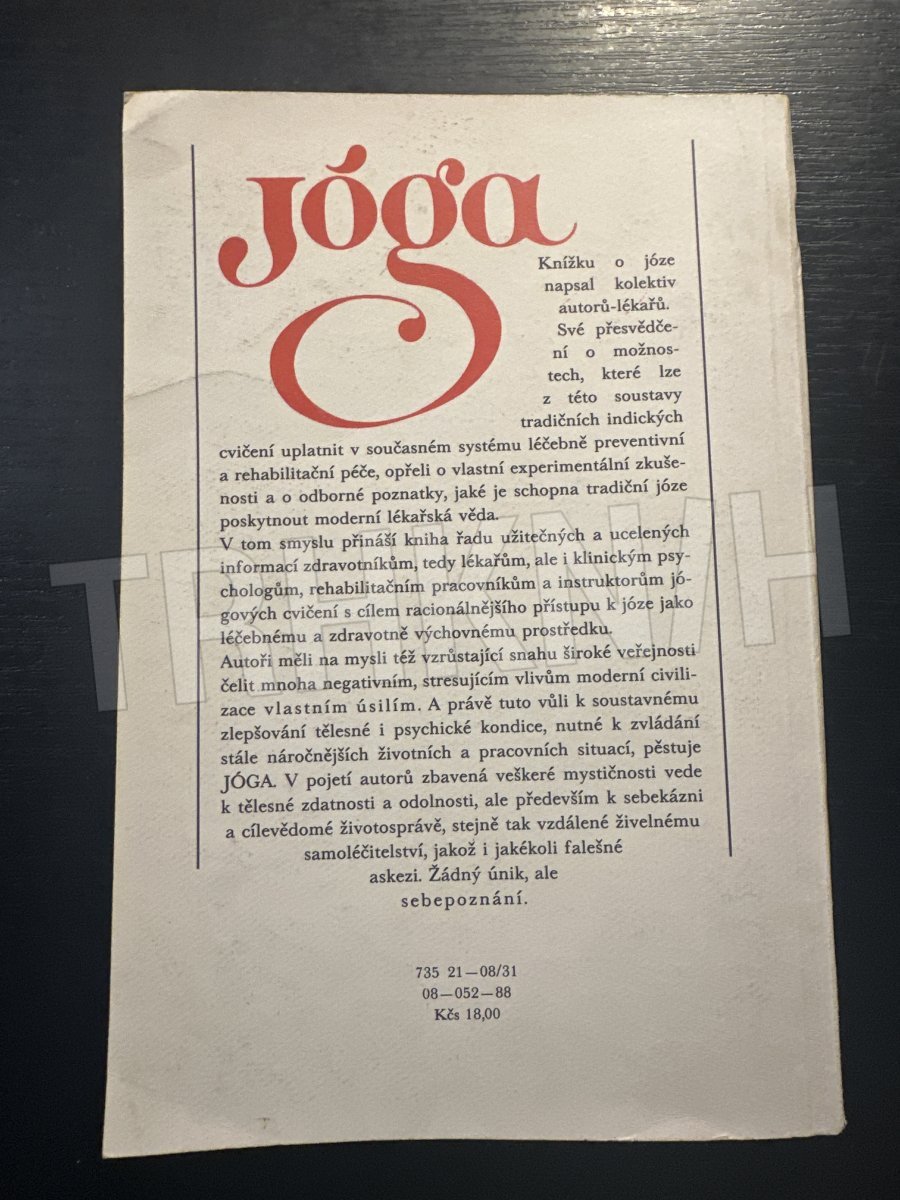 Jóga
Knížku o józe
napsal kolektiv
autorů-lékařů.
Své přesvědče-
ní o možnos-
tech, které lze
z této soustavy
tradičních indických
cvičení uplatnit v současném systému léčebně preventivní
a rehabilitační péče, opřeli o vlastní experimentální zkuše-
nosti a o odborné poznatky, jaké je schopna tradiční józe
poskytnout moderní lékařská věda.
V tom smyslu přináší kniha řadu užitečných a ucelených
informací zdravotníkům, tedy lékařům, ale i klinickým psy-
chologům, rehabilitačním pracovníkům a instruktorům jó-
gových cvičení s cílem racionálnějšího přístupu k józe jako
léčebnému a zdravotně výchovnému prostředku.
Autoři měli na mysli též vzrůstající snahu široké veřejnosti
čelit mnoha negativním, stresujícím vlivům moderní civili-
zace vlastním úsilím. A právě tuto vůli k soustavnému
zlepšování tělesné i psychické kondice, nutné k zvládání
stále náročnějších životních a pracovních situací, pěstuje
JÓGA. V pojetí autorů zbavená veškeré mystičnosti vede
k tělesné zdatnosti a odolnosti, ale především k sebekázni
a cílevědomé životosprávě, stejně tak vzdálené živelnému
samoléčitelství, jakož i jakékoli falešné
askezi. Žádný únik, ale
sebepoznání.
735 21—08/31
08—052—88
Kčs 18,00
TRHKNIH